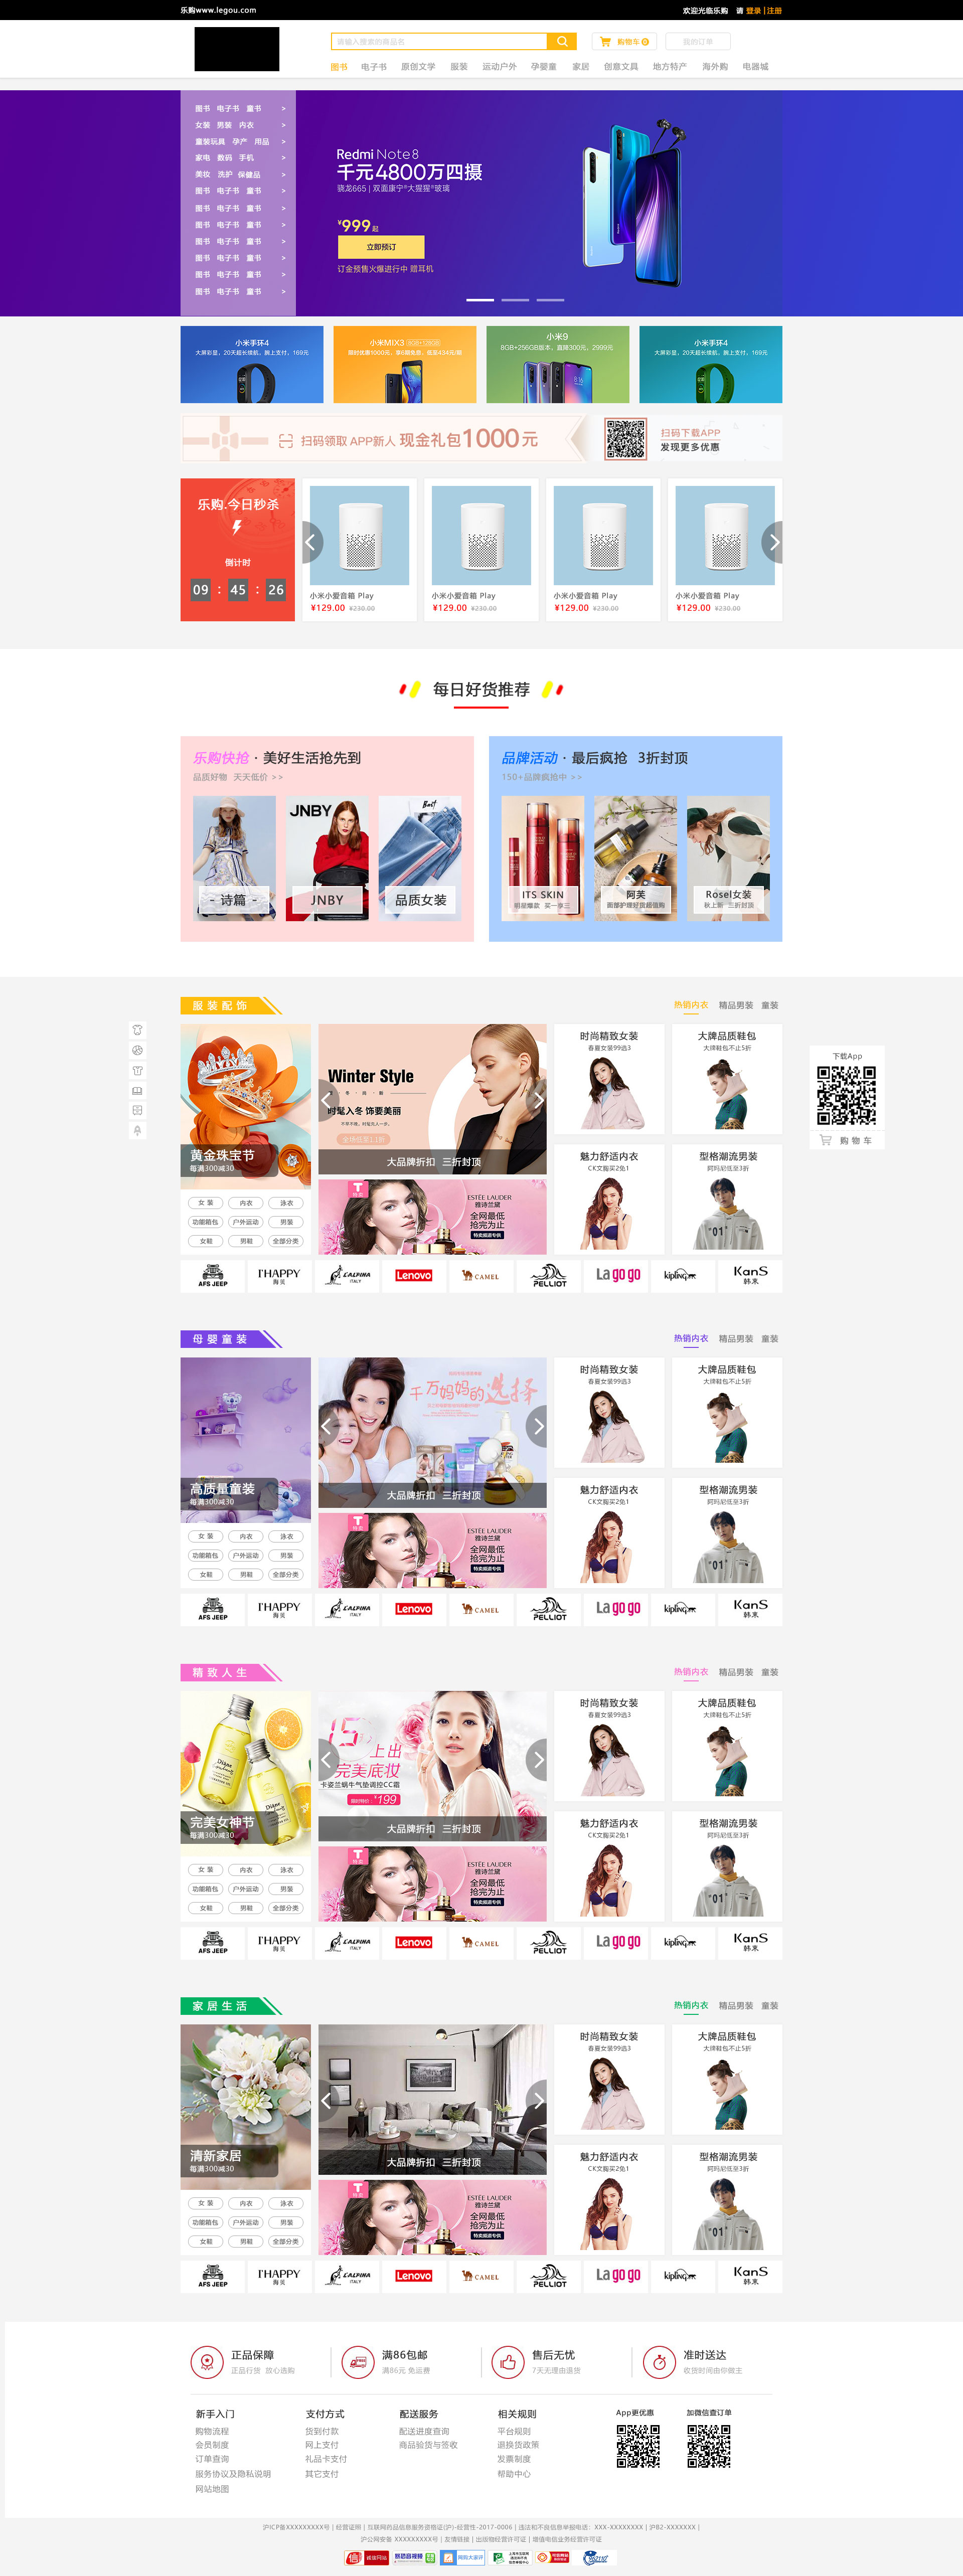 乐购www.legou.com
欢迎光临乐购 请 登录 | 注册
请输入搜索的商品名
购物车 0
我的订单
图书 电子书 原创文学 服装 运动户外 孕婴童 家居 创意文具 地方特产 海外购 电器城
图书 电子书 童书 >
女装 男装 内衣 >
童装玩具 孕产 用品 >
家电 数码 手机 >
美妆 洗护 保健品 >
图书 电子书 童书 >
图书 电子书 童书 >
图书 电子书 童书 >
图书 电子书 童书 >
图书 电子书 童书 >
图书 电子书 童书 >
图书 电子书 童书 >
Redmi Note 8
千元4800万四摄
骁龙665 | 双面康宁®大猩猩®玻璃
¥999起
立即预订
订金预售火爆进行中 赠耳机
小米手环4
大屏彩显，20天超长续航，腕上支付，169元
小米MIX3 6GB+128GB
限时优惠1000元，享6期免息，低至434元/期
小米9
8GB+256GB版本，直降300元，2999元
小米手环4
大屏彩显，20天超长续航，腕上支付，169元
扫码领取 APP新人 现金礼包1000元
扫码下载APP
发现更多优惠
乐购.今日秒杀
倒计时
09 : 45 : 26
小米小爱音箱 Play
¥129.00 ¥230.00
小米小爱音箱 Play
¥129.00 ¥230.00
小米小爱音箱 Play
¥129.00 ¥230.00
小米小爱音箱 Play
¥129.00 ¥230.00
每日好货推荐
乐购快抢 · 美好生活抢先到
品质好物 天天低价 >>
- 诗篇 -
JNBY
JNBY
Best
品质女装
品牌活动 · 最后疯抢 3折封顶
150+品牌疯抢中 >>
ITS SKIN
明星爆款 买一享三
阿芙
面部护理好货超值购
Rosel女装
秋上新 三折封顶
服装配饰
热销内衣 精品男装 童装
黄金珠宝节
每满300减30
女 装 内衣 泳衣
功能箱包 户外运动 男装
女鞋 男鞋 全部分类
Winter Style
时髦入冬 饰要美丽
全场低至1.1折
大品牌折扣 三折封顶
特卖
ESTĒE LAUDER
雅诗兰黛
全网最低
抢完为止
特卖频道专供
时尚精致女装
春夏女装99选3
大牌品质鞋包
大牌鞋包不止5折
魅力舒适内衣
CK文胸买2免1
型格潮流男装
阿玛尼低至3折
AFS JEEP
I'HAPPY
L'ALPINA
ITALY
Lenovo
CAMEL
PELLIOT
La go go
kipling
KanS
韩束
下载App
购物车
母婴童装
热销内衣 精品男装 童装
高质量童装
每满300减30
女 装 内衣 泳衣
功能箱包 户外运动 男装
女鞋 男鞋 全部分类
千万妈妈的选择
大品牌折扣 三折封顶
特卖
ESTĒE LAUDER
雅诗兰黛
全网最低
抢完为止
特卖频道专供
时尚精致女装
春夏女装99选3
大牌品质鞋包
大牌鞋包不止5折
魅力舒适内衣
CK文胸买2免1
型格潮流男装
阿玛尼低至3折
"01"
AFS JEEP
I'HAPPY
L'ALPINA
ITALY
Lenovo
CAMEL
PELLIOT
La go go
kipling
KanS
韩束
精致人生
热销内衣 精品男装 童装
完美女神节
每满300减30
女 装 内衣 泳衣
功能箱包 户外运动 男装
女鞋 男鞋 全部分类
15 上出
完美底妆
卡姿兰蜗牛气垫调控CC霜
限时特价 ¥199
大品牌折扣 三折封顶
特卖
ESTĒE LAUDER
雅诗兰黛
全网最低
抢完为止
特卖频道专供
时尚精致女装
春夏女装99选3
大牌品质鞋包
大牌鞋包不止5折
魅力舒适内衣
CK文胸买2免1
型格潮流男装
阿玛尼低至3折
"01"
AFS JEEP
I'HAPPY
L'ALPINA
ITALY
Lenovo
CAMEL
PELLIOT
La go go
kipling
KanS
韩束
家居生活
热销内衣 精品男装 童装
清新家居
每满300减30
女 装 内衣 泳衣
功能箱包 户外运动 男装
女鞋 男鞋 全部分类
大品牌折扣 三折封顶
特卖
ESTĒE LAUDER
雅诗兰黛
全网最低
抢完为止
特卖频道专供
时尚精致女装
春夏女装99选3
大牌品质鞋包
大牌鞋包不止5折
魅力舒适内衣
CK文胸买2免1
型格潮流男装
阿玛尼低至3折
"01"
AFS JEEP
I'HAPPY
L'ALPINA
ITALY
Lenovo
CAMEL
PELLIOT
La go go
kipling
KanS
韩束
正品保障
正品行货 放心选购
满86包邮
满86元 免运费
售后无忧
7天无理由退货
准时送达
收货时间由你做主
新手入门 支付方式 配送服务 相关规则 App更优惠 加微信查订单
购物流程 货到付款 配送进度查询 平台规则
会员制度 网上支付 商品验货与签收 退换货政策
订单查询 礼品卡支付 发票制度
服务协议及隐私说明 其它支付 帮助中心
网站地图
沪ICP备XXXXXXXXX号 | 经营证照 | 互联网药品信息服务资格证(沪)-经营性-2017-0006 | 违法和不良信息举报电话：XXX-XXXXXXXX | 沪B2-XXXXXXX |
沪公网安备 XXXXXXXXX号 | 友情链接 | 出版物经营许可证 | 增值电信业务经营许可证